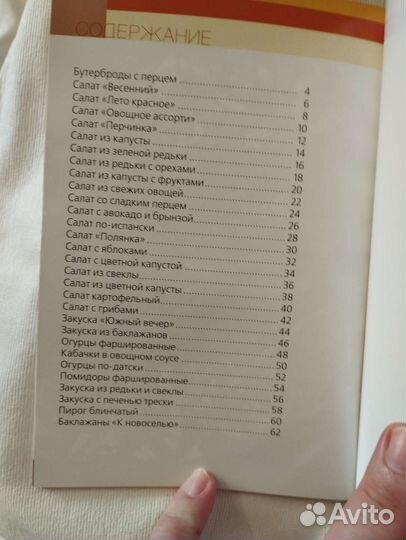 СОДЕРЖАНИЕ
Бутерброды с перцем 4
Салат «Весенний» 6
Салат «Лето красное» 8
Салат «Овощное ассорти» 10
Салат «Перчинка» 12
Салат из капусты 14
Салат из зеленой редьки 16
Салат из редьки с орехами 18
Салат из капусты с фруктами 20
Салат из свежих овощей 22
Салат со сладким перцем 24
Салат с авокадо и брынзой 26
Салат по-испански 28
Салат «Полянка» 30
Салат с яблоками 32
Салат с цветной капустой 34
Салат из свеклы 36
Салат из цветной капусты 38
Салат картофельный 40
Салат с грибами 42
Закуска «Южный вечер» 44
Закуска из баклажанов 46
Огурцы фаршированные 48
Кабачки в овощном соусе 50
Огурцы по-датски 52
Помидоры фаршированные 54
Закуска из редьки и свеклы 56
Закуска с печенью трески 58
Пирог блинчатый 60
Баклажаны «К новоселью» 62
Avito